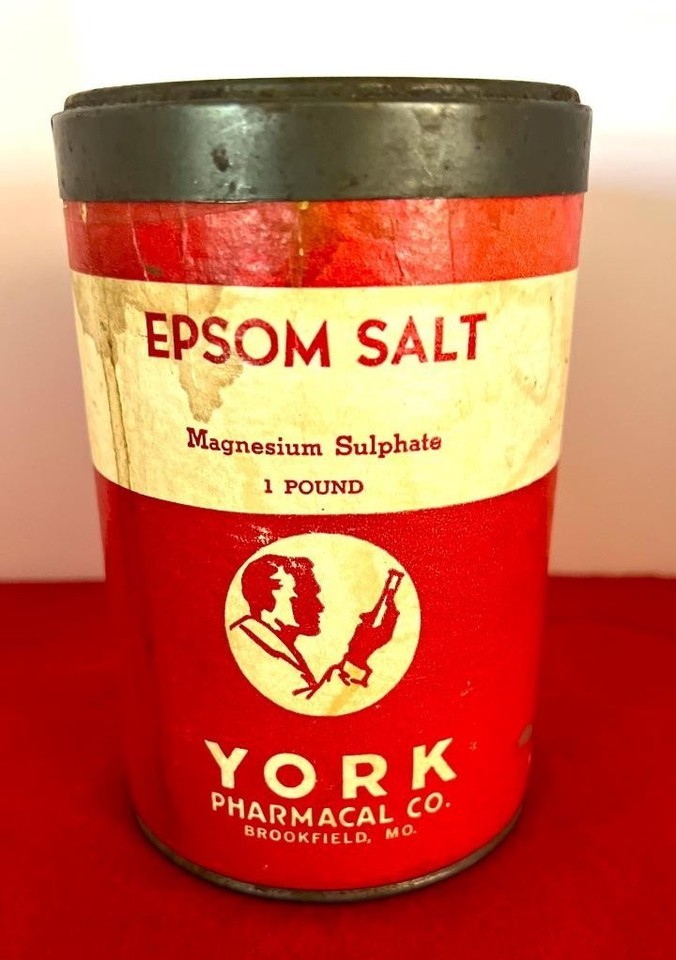 EPSOM SALT
Magnesium Sulphate
1 POUND
YORK
PHARMACAL CO.
BROOKFIELD, MO.